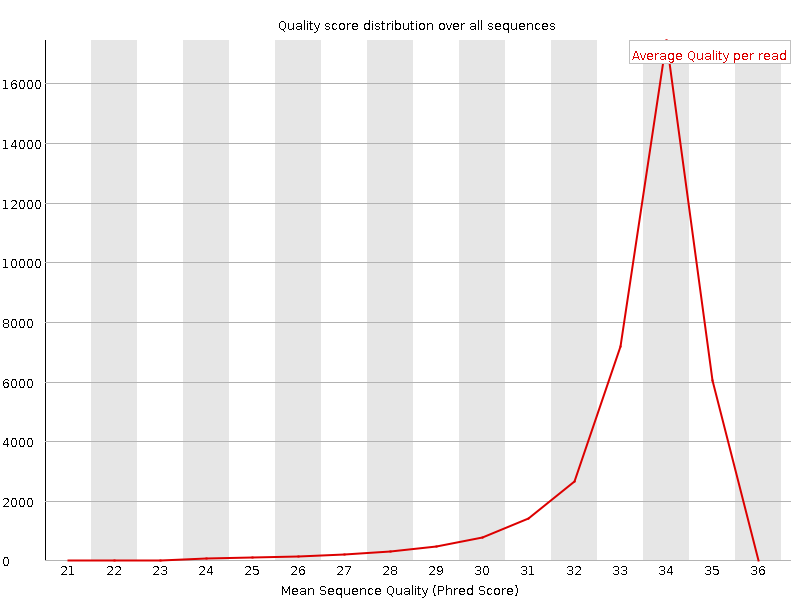 Quality score distribution over all sequences
Average Quality per read
16000
14000
12000
10000
8000
6000
4000
2000
0
21 22 23 24 25 26 27 28 29 30 31 32 33 34 35 36
Mean Sequence Quality (Phred Score)